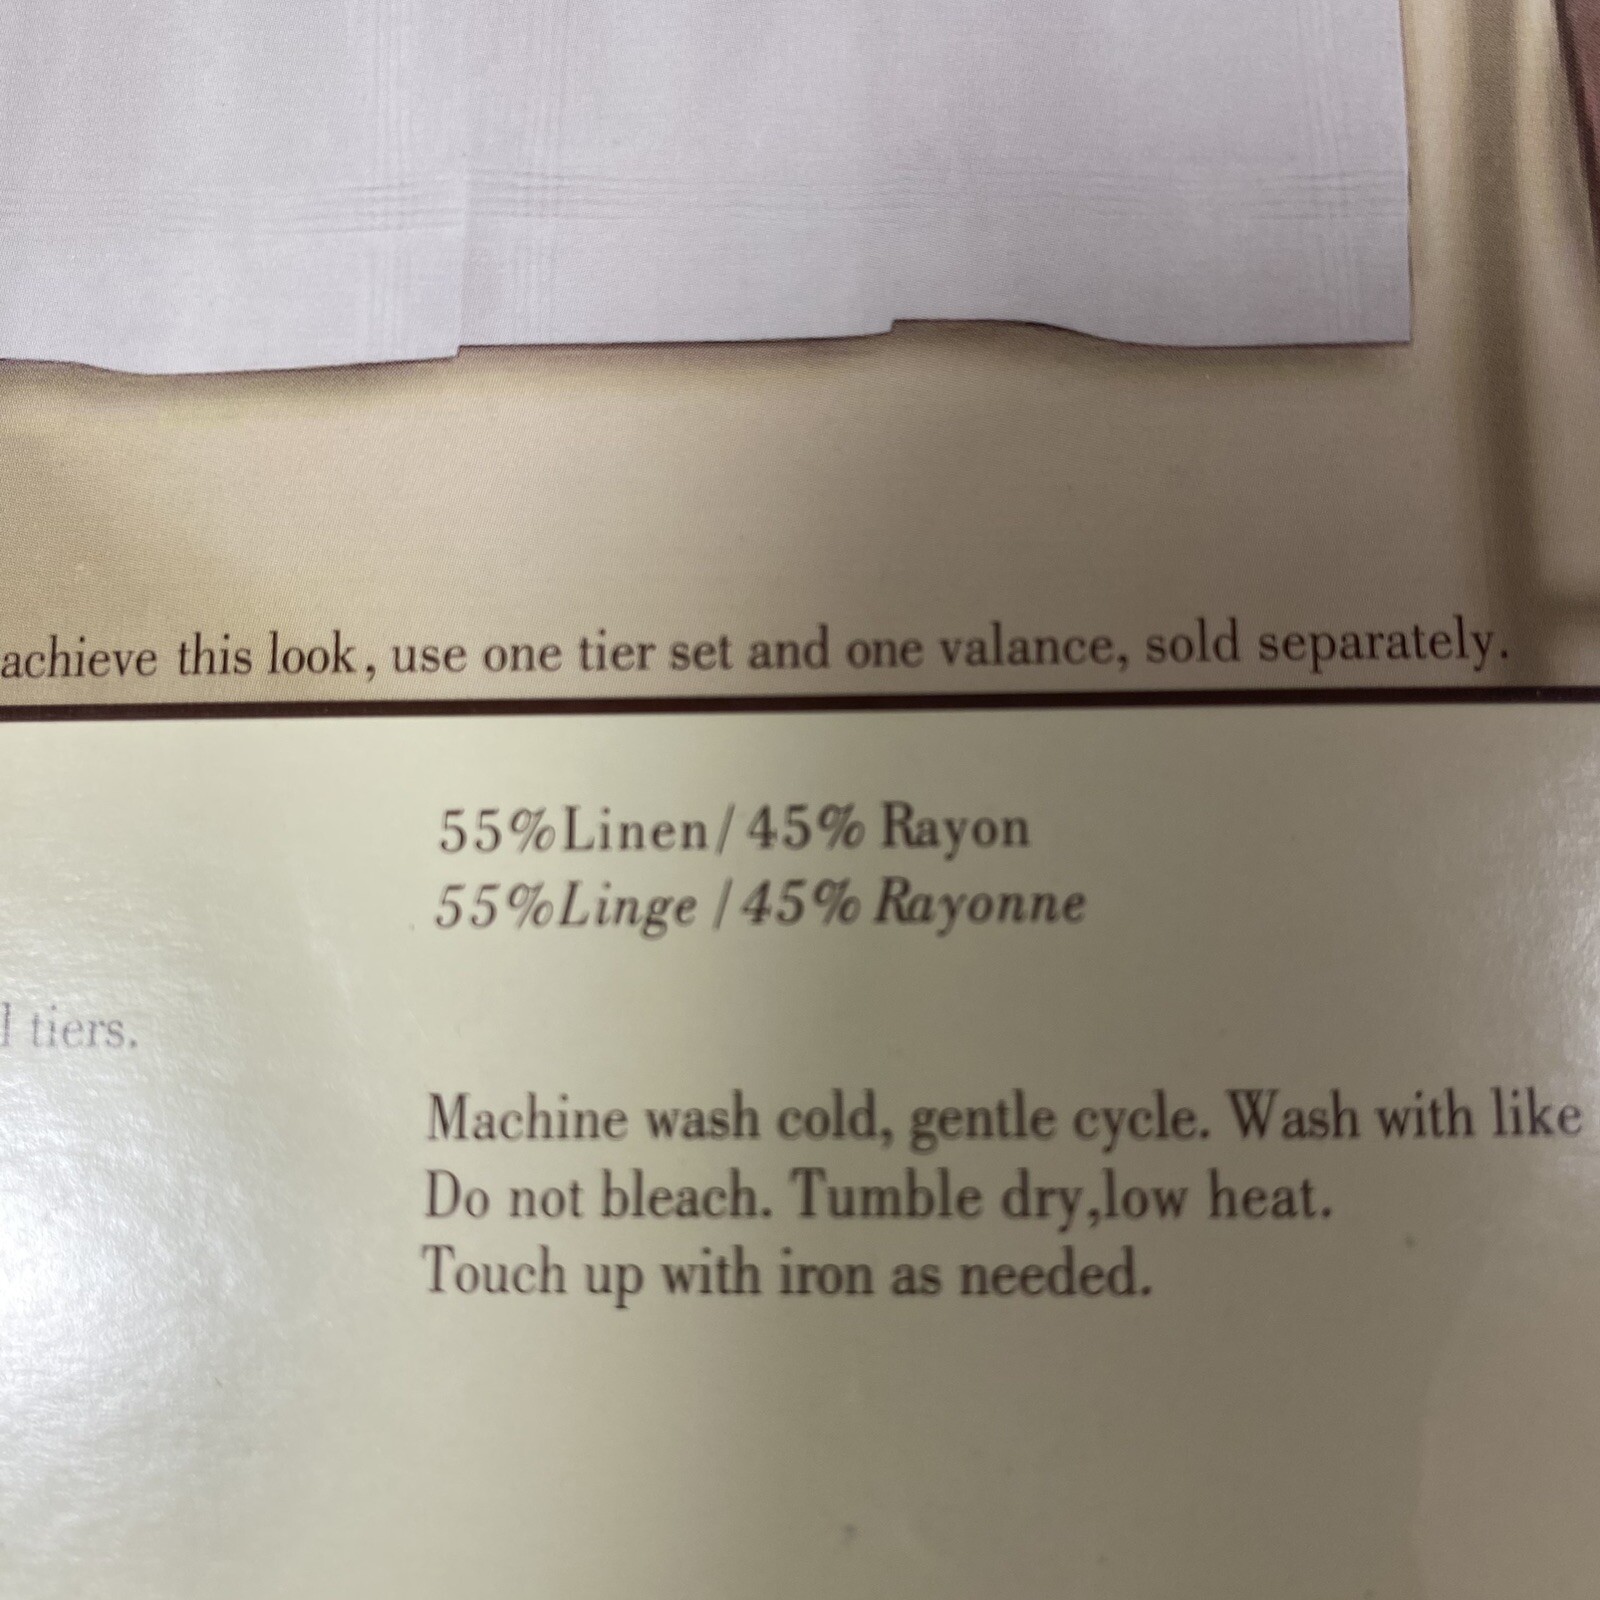 achieve this look, use one tier set and one valance, sold separately.
55%Linen/45% Rayon
55%Linge /45% Rayonne
tiers.
Machine wash cold, gentle cycle. Wash with like
Do not bleach. Tumble dry,low heat.
Touch up with iron as needed.